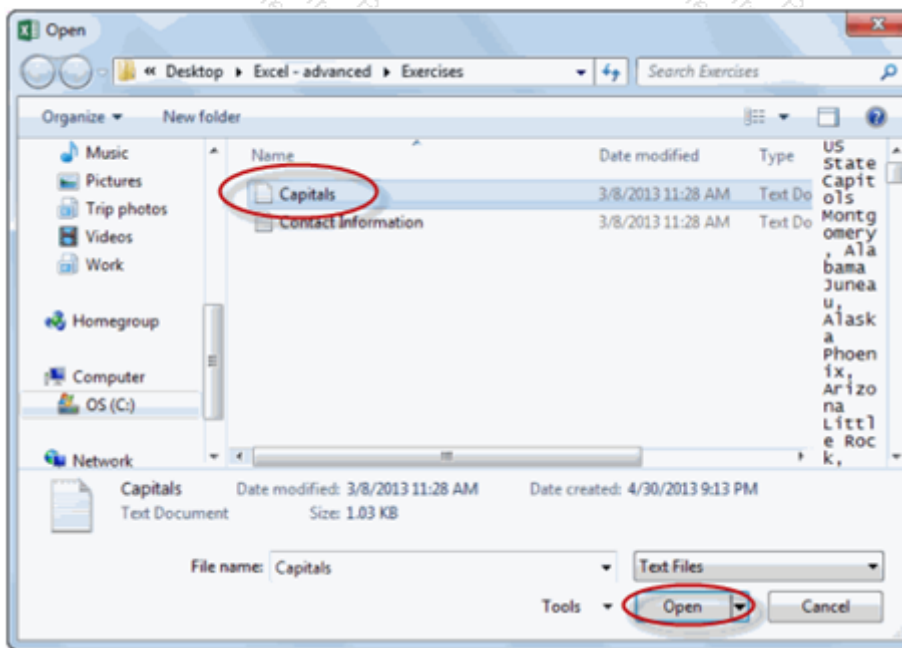 Open
« Desktop ▸ Excel - advanced ▸ Exercises
Search Exercises
Organize
New folder
Music
Pictures
Trip photos
Videos
Work
Homegroup
Computer
OS (C:)
Network
Name Date modified Type
Capitals 3/8/2013 11:28 AM Text Do
Contact Information 3/8/2013 11:28 AM Text Do
US
State
Capit
ols
Montg
omery
, Ala
bama
Junea
u,
Alask
a
Phoen
ix,
Arizo
na
Littl
e Roc
k,
Capitals Date modified: 3/8/2013 11:28 AM Date created: 4/30/2013 9:13 PM
Text Document Size: 1.03 KB
File name: Capitals Text Files
Tools Open Cancel